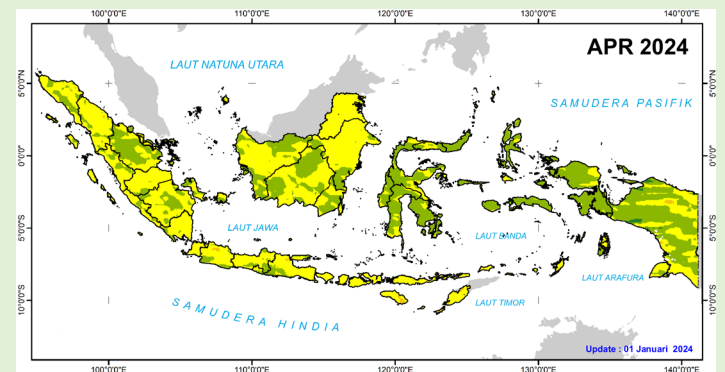 100°0'0"E 110°0'0"E 120°0'0"E 130°0'0"E 140°0'0"E
APR 2024
LAUT NATUNA UTARA
5°0'0"N 5°0'0"N
SAMUDERA PASIFIK
0°0'0" 0°0'0"
LAUT JAWA
LAUT BANDA
5°0'0"S 5°0'0"S
LAUT ARAFURA
SAMUDERA HINDIA
LAUT TIMOR
10°0'0"S 10°0'0"S
Update : 01 Januari 2024
100°0'0"E 110°0'0"E 120°0'0"E 130°0'0"E 140°0'0"E